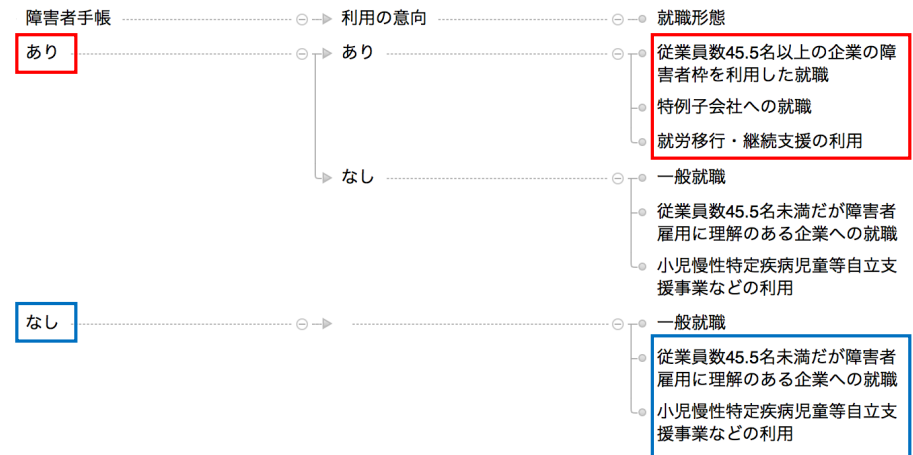 障害者手帳 利用の意向 就職形態
あり あり 従業員数45.5名以上の企業の障
害者枠を利用した就職
特例子会社への就職
就労移行・継続支援の利用
なし 一般就職
従業員数45.5名未満だが障害者
雇用に理解のある企業への就職
小児慢性特定疾病児童等自立支
援事業などの利用
なし 一般就職
従業員数45.5名未満だが障害者
雇用に理解のある企業への就職
小児慢性特定疾病児童等自立支
援事業などの利用